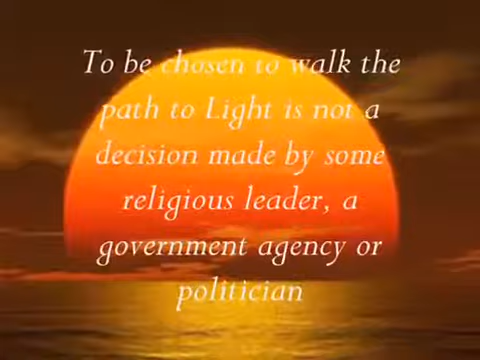 To be chosen to walk the
path to Light is not a
decision made by some
religious leader, a
government agency or
politician